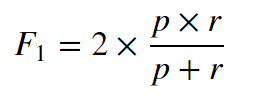 F₁ = 2 × (p × r) / (p + r)